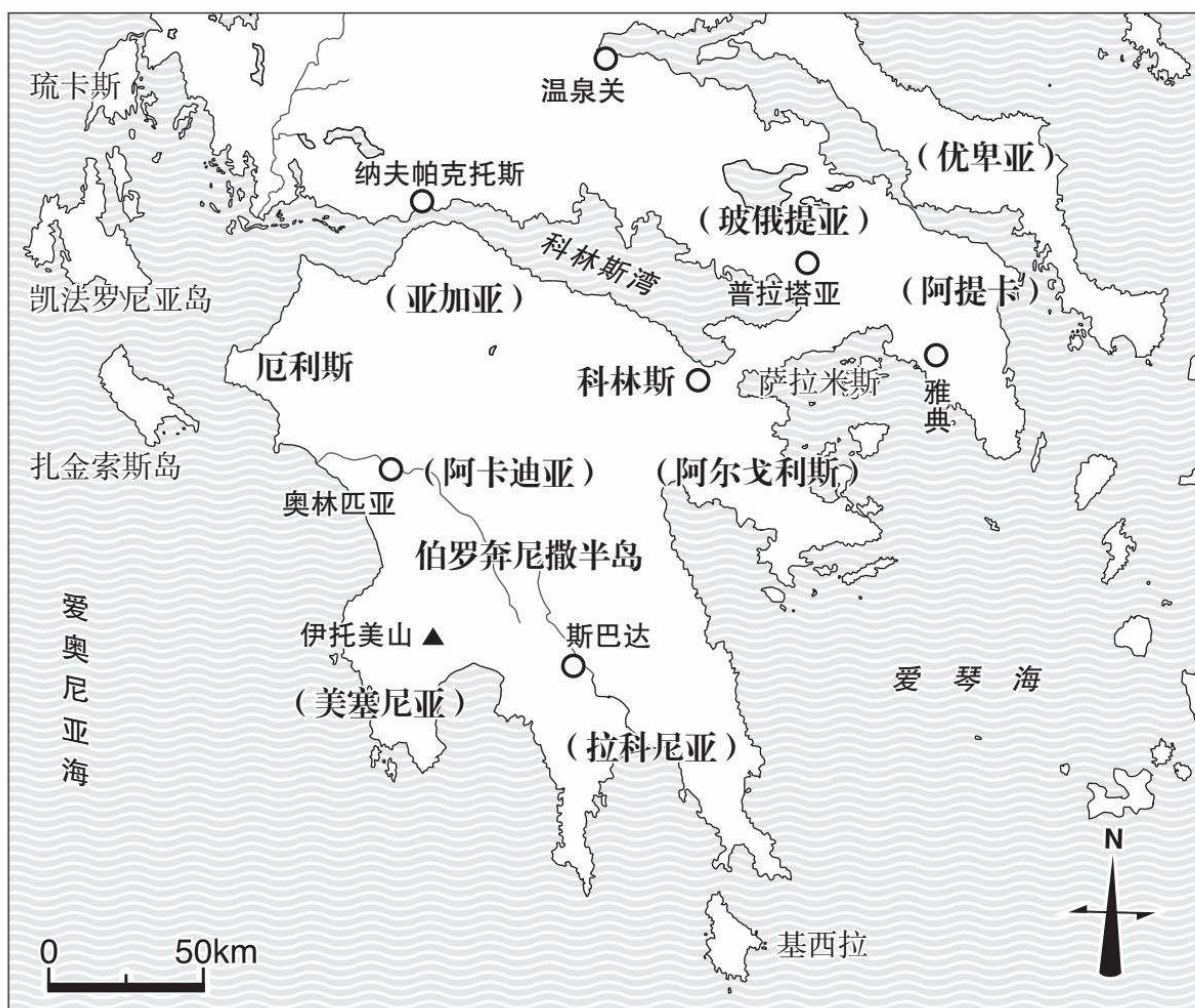 琉卡斯
温泉关
纳夫帕克托斯
（优卑亚）
（玻俄提亚）
科林斯湾
凯法罗尼亚岛
（亚加亚）
普拉塔亚
（阿提卡）
厄利斯
科林斯
萨拉米斯
雅典
扎金索斯岛
（阿卡迪亚）
（阿尔戈利斯）
奥林匹亚
伯罗奔尼撒半岛
爱奥尼亚海
伊托美山
斯巴达
爱琴海
（美塞尼亚）
（拉科尼亚）
N
基西拉
0 50km